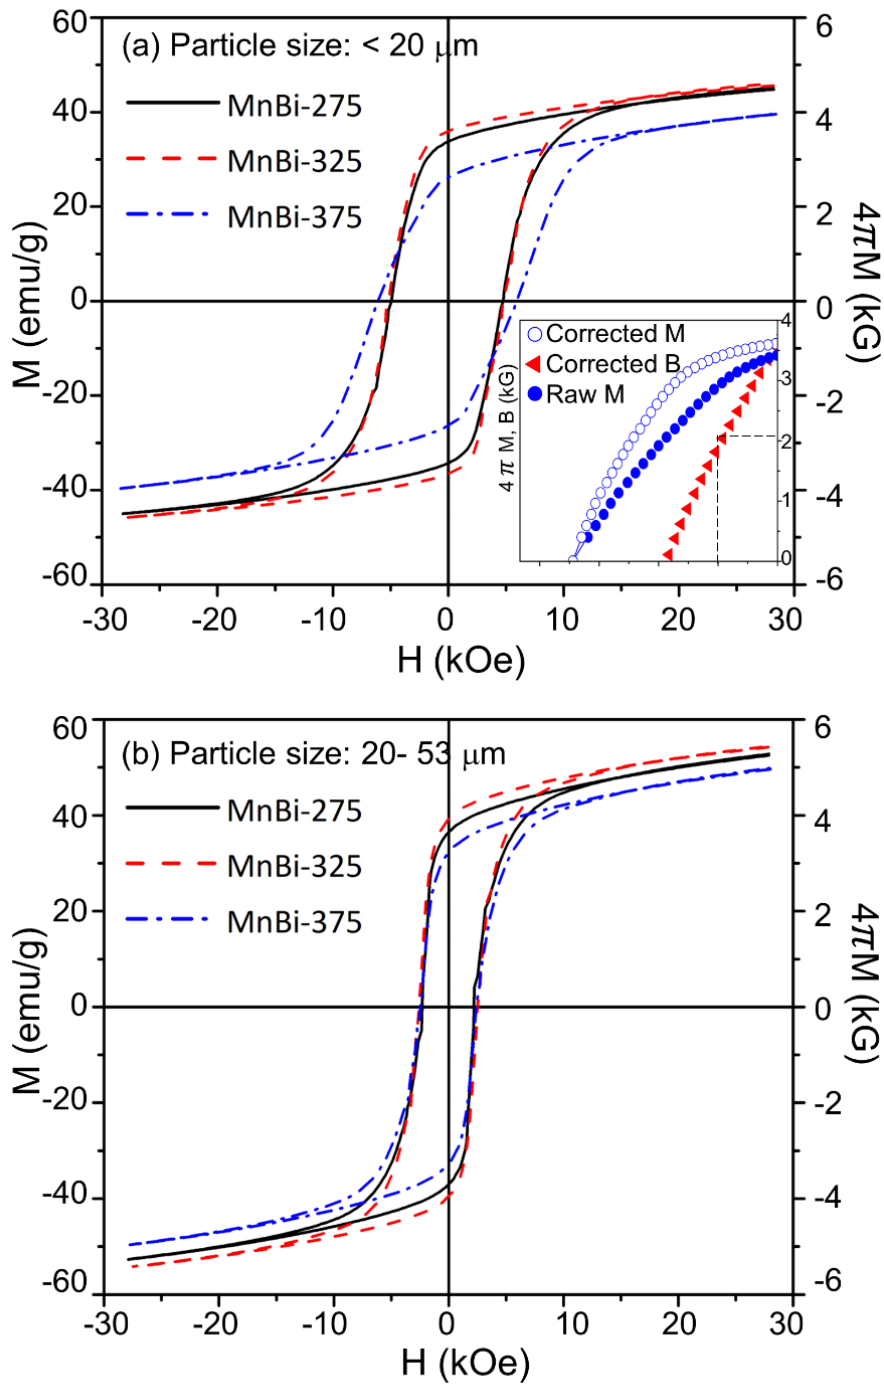 (a) Particle size: < 20 μm
MnBi-275
MnBi-325
MnBi-375
60
40
20
0
-20
-40
-60
M (emu/g)
6
4
2
0
-2
-4
-6
4πM (kG)
Corrected M
Corrected B
Raw M
4 π M, B (kG)
4
3
2
1
0
-30
-20
-10
0
10
20
30
H (kOe)
(b) Particle size: 20- 53 μm
MnBi-275
MnBi-325
MnBi-375
60
40
20
0
-20
-40
-60
M (emu/g)
6
4
2
0
-2
-4
-6
4πM (kG)
-30
-20
-10
0
10
20
30
H (kOe)